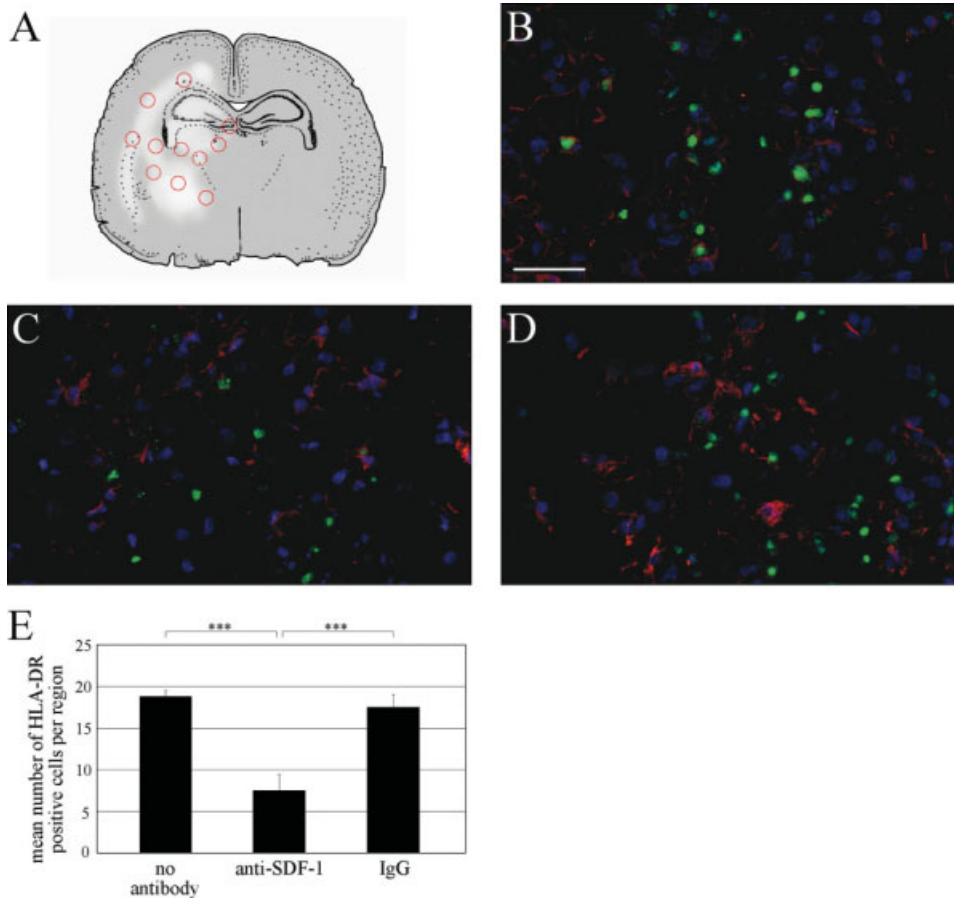 A
B
C
D
E
*** ***
25
20
15
10
5
0
mean number of HLA-DR
positive cells per region
no
antibody
anti-SDF-1
IgG